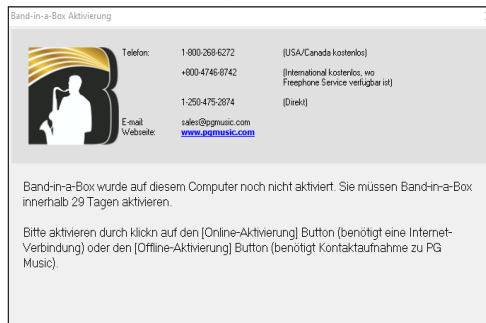 Band-in-a-Box Aktivierung
Telefon: 1-800-268-6272 (USA/Canada kostenlos)
+800-4746-8742 (International kostenlos, wo
Freephone Service verfügbar ist)
1-250-475-2874 (Direkt)
E-mail: sales@pgmusic.com
Webseite: www.pgmusic.com
Band-in-a-Box wurde auf diesem Computer noch nicht aktiviert. Sie müssen Band-in-a-Box
innerhalb 29 Tagen aktivieren.
Bitte aktivieren durch klickn auf den [Online-Aktivierung] Button (benötigt eine Internet-
Verbindung) oder den [Offline-Aktivierung] Button (benötigt Kontaktaufnahme zu PG
Music).